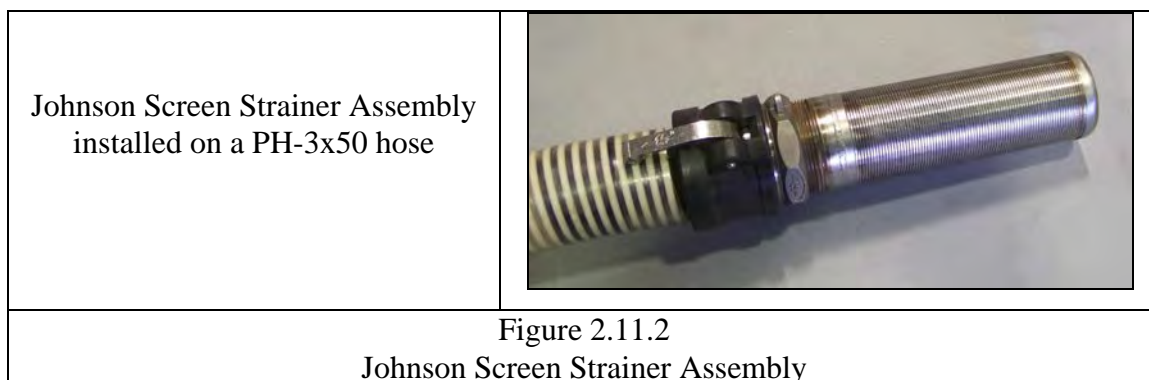 Johnson Screen Strainer Assembly
installed on a PH-3x50 hose
Figure 2.11.2
Johnson Screen Strainer Assembly